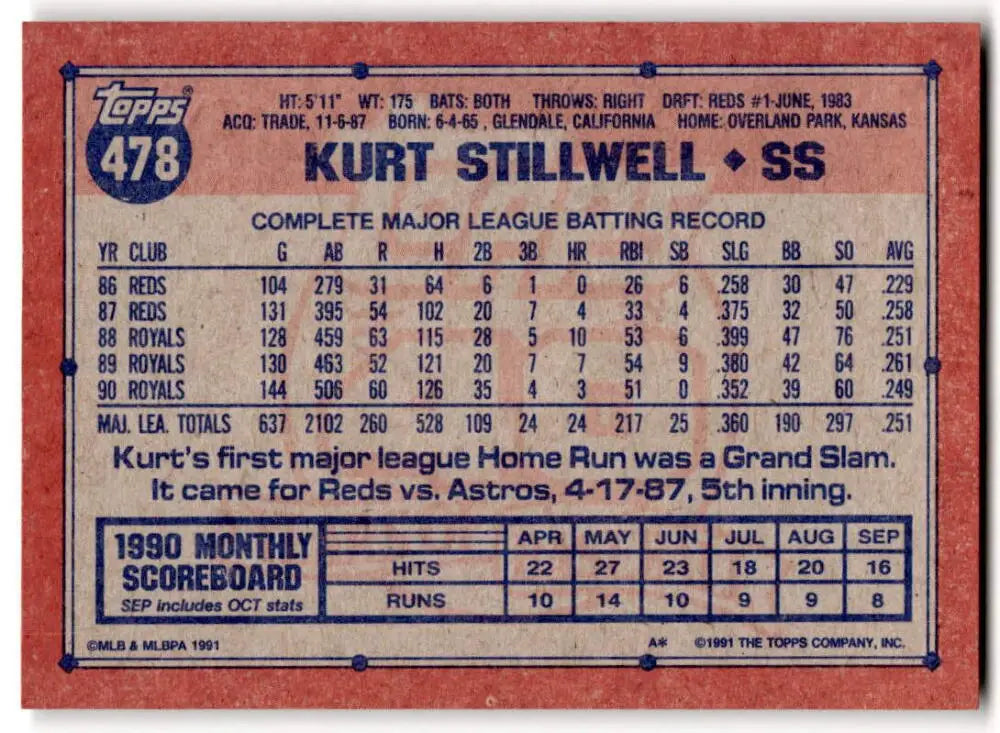 topps®
478
HT: 5'11" WT: 175 BATS: BOTH THROWS: RIGHT DRFT: REDS #1-JUNE, 1983
ACQ: TRADE, 11-6-87 BORN: 6-4-65 , GLENDALE, CALIFORNIA HOME: OVERLAND PARK, KANSAS
KURT STILLWELL ◆ SS
COMPLETE MAJOR LEAGUE BATTING RECORD
YR CLUB G AB R H 2B 3B HR RBI SB SLG BB SO AVG
86 REDS 104 279 31 64 6 1 0 26 6 .258 30 47 .229
87 REDS 131 395 54 102 20 7 4 33 4 .375 32 50 .258
88 ROYALS 128 459 63 115 28 5 10 53 6 .399 47 76 .251
89 ROYALS 130 463 52 121 20 7 7 54 9 .380 42 64 .261
90 ROYALS 144 506 60 126 35 4 3 51 0 .352 39 60 .249
MAJ. LEA. TOTALS 637 2102 260 528 109 24 24 217 25 .360 190 297 .251
Kurt's first major league Home Run was a Grand Slam.
It came for Reds vs. Astros, 4-17-87, 5th inning.
1990 MONTHLY
SCOREBOARD
SEP includes OCT stats
APR MAY JUN JUL AUG SEP
HITS 22 27 23 18 20 16
RUNS 10 14 10 9 9 8
©MLB & MLBPA 1991
A* ©1991 THE TOPPS COMPANY, INC.